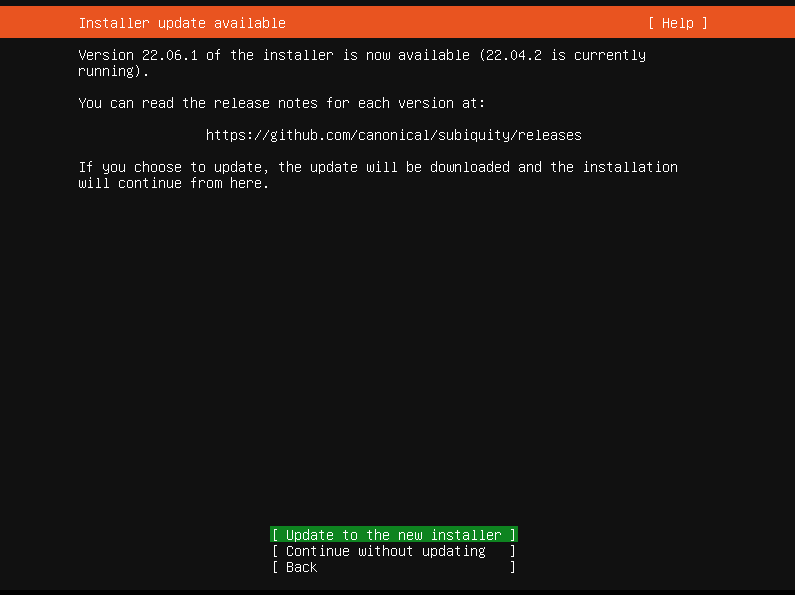 Installer update available [ Help ]
Version 22.06.1 of the installer is now available (22.04.2 is currently
running).
You can read the release notes for each version at:
https://github.com/canonical/subiquity/releases
If you choose to update, the update will be downloaded and the installation
will continue from here.
[ Update to the new installer ]
[ Continue without updating ]
[ Back ]